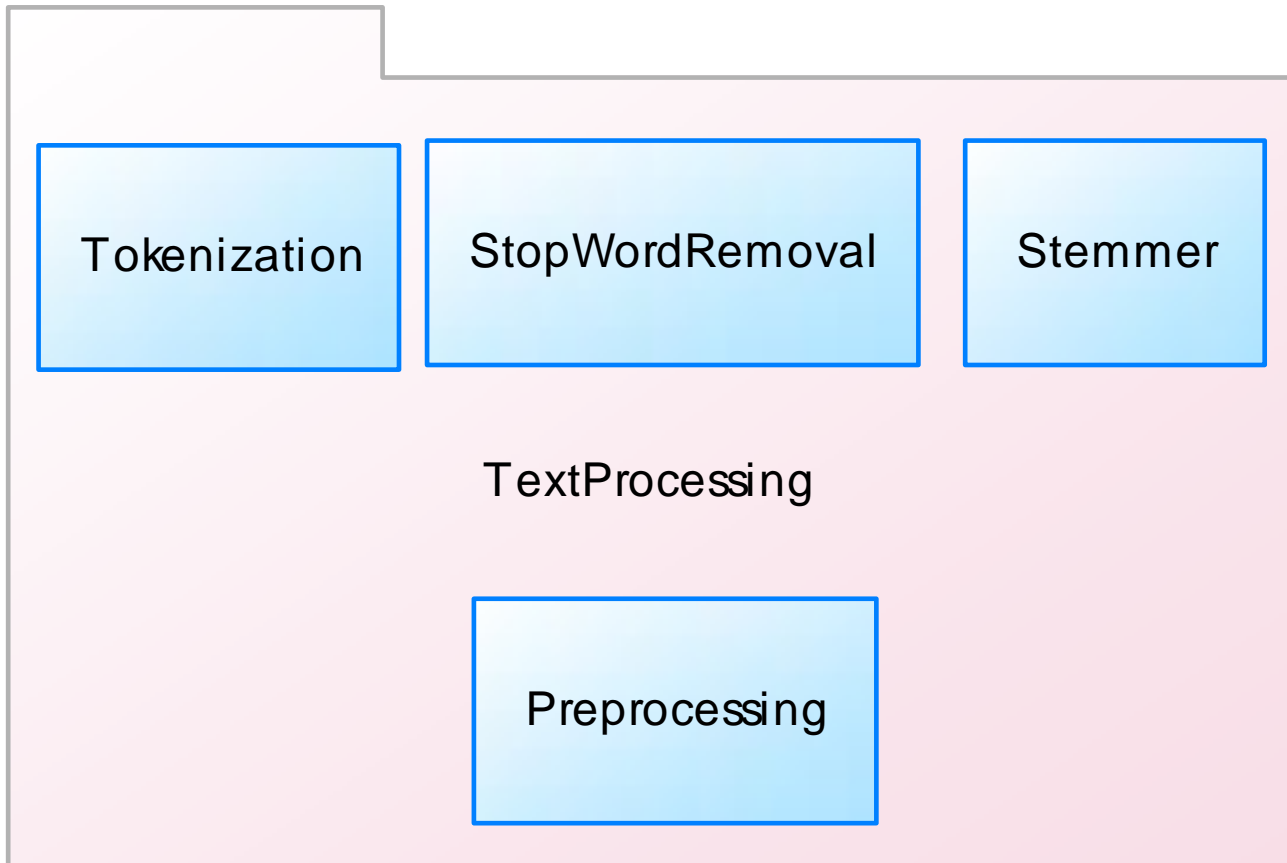 Tokenization
StopWordRemoval
Stemmer
TextProcessing
Preprocessing